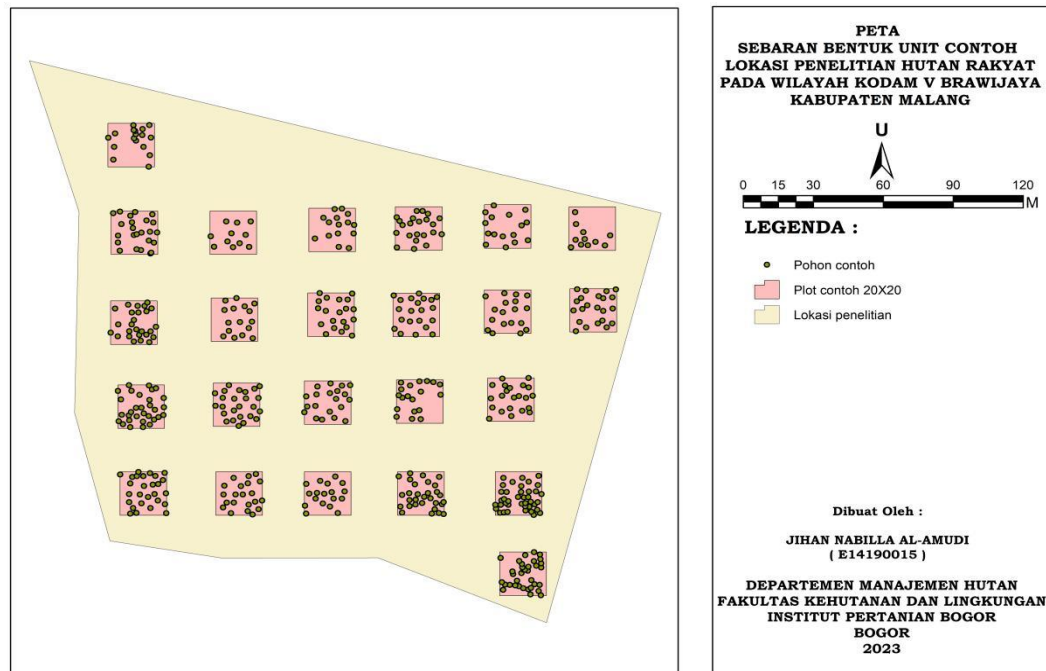 PETA
SEBARAN BENTUK UNIT CONTOH
LOKASI PENELITIAN HUTAN RAKYAT
PADA WILAYAH KODAM V BRAWIJAYA
KABUPATEN MALANG
U
0 15 30 60 90 120
M
LEGENDA :
Pohon contoh
Plot contoh 20X20
Lokasi penelitian
Dibuat Oleh :
JIHAN NABILLA AL-AMUDI
( E14190015 )
DEPARTEMEN MANAJEMEN HUTAN
FAKULTAS KEHUTANAN DAN LINGKUNGAN
INSTITUT PERTANIAN BOGOR
BOGOR
2023